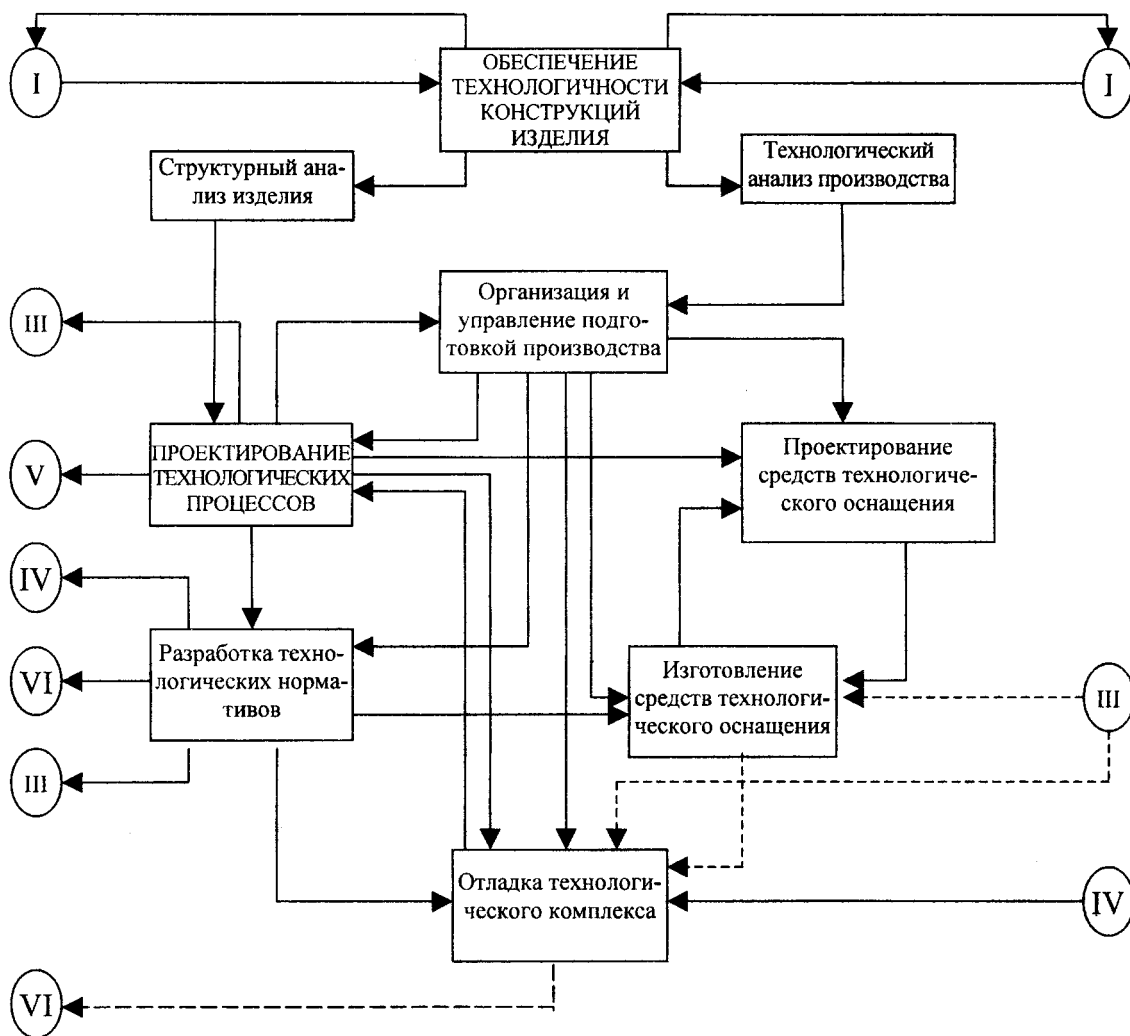 I
ОБЕСПЕЧЕНИЕ
ТЕХНОЛОГИЧНОСТИ
КОНСТРУКЦИЙ
ИЗДЕЛИЯ
I
Структурный ана-
лиз изделия
Технологический
анализ производства
III
Организация и
управление подго-
товкой производства
V
ПРОЕКТИРОВАНИЕ
ТЕХНОЛОГИЧЕСКИХ
ПРОЦЕССОВ
Проектирование
средств технологиче-
ского оснащения
IV
VI
Разработка техно-
логических норма-
тивов
Изготовление
средств технологи-
ческого оснащения
III
III
Отладка технологи-
ческого комплекса
IV
VI